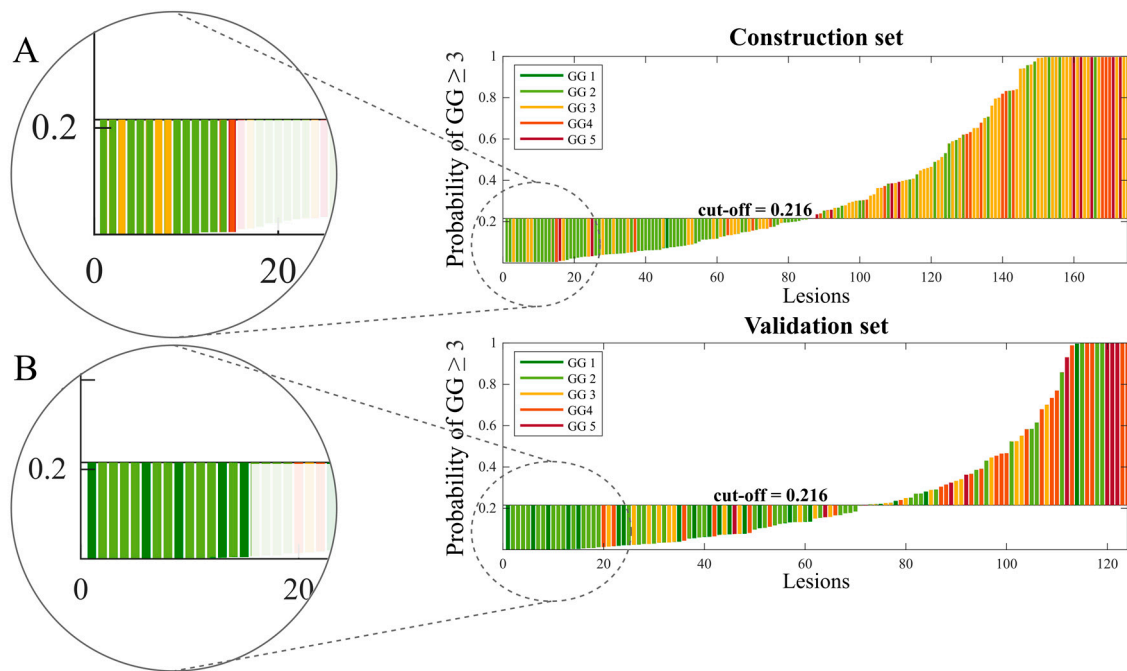 A
0.2
0
20
Construction set
Probability of GG ≥ 3
1
0.8
0.6
0.4
0.2
GG 1
GG 2
GG 3
GG4
GG 5
cut-off = 0.216
1 20 40 60 80 100 120 140 160
Lesions
B
0.2
0
20
Validation set
Probability of GG ≥ 3
1
0.8
0.6
0.4
0.2
GG 1
GG 2
GG 3
GG4
GG 5
cut-off = 0.216
1 20 40 60 80 100 120
Lesions